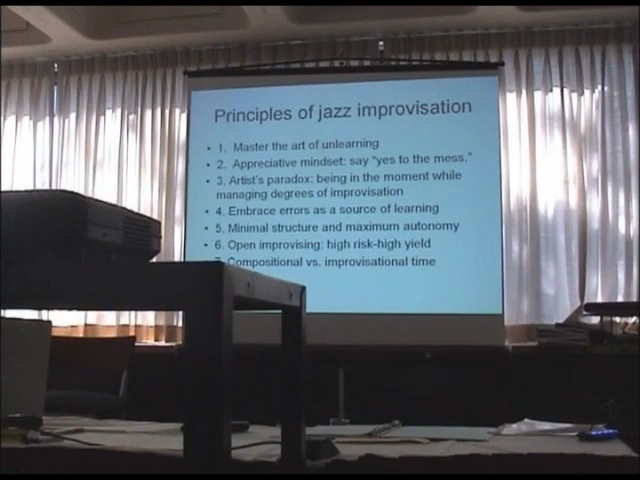 Principles of jazz improvisation
• 1. Master the art of unlearning
• 2. Appreciative mindset: say "yes to the mess."
• 3. Artist's paradox: being in the moment while
managing degrees of improvisation
• 4. Embrace errors as a source of learning
• 5. Minimal structure and maximum autonomy
• 6. Open improvising: high risk-high yield
7. Compositional vs. improvisational time